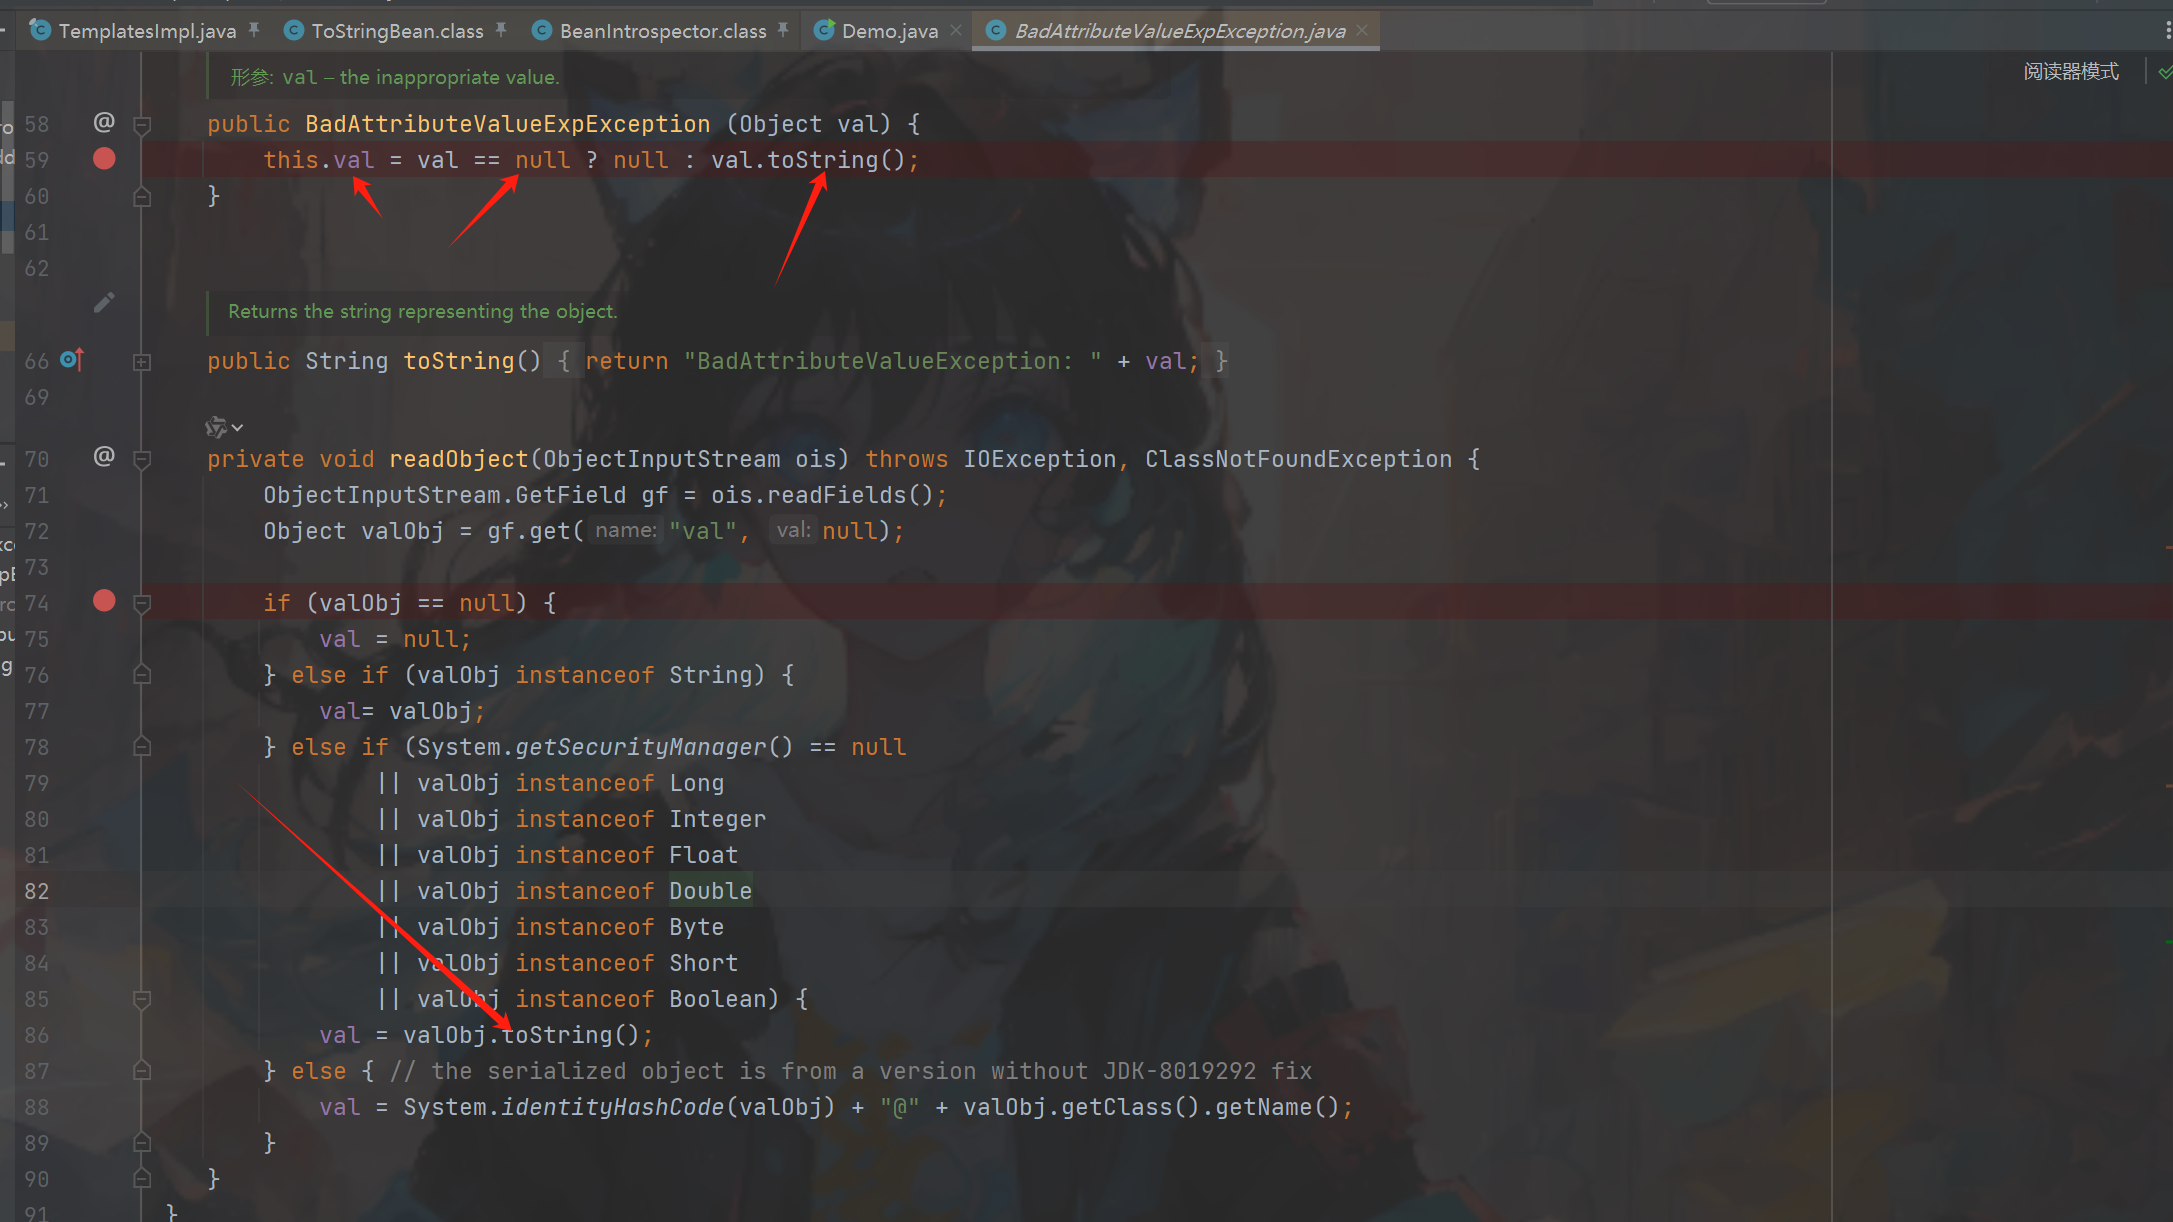 TemplatesImpl.java ToStringBean.class BeanIntrospector.class Demo.java BadAttributeValueExpException.java
形参: val – the inappropriate value.
阅读器模式
58 @ public BadAttributeValueExpException (Object val) {
59 this.val = val == null ? null : val.toString();
60 }
61
62
Returns the string representing the object.
66 public String toString() { return "BadAttributeValueException: " + val; }
69
70 @ private void readObject(ObjectInputStream ois) throws IOException, ClassNotFoundException {
71 ObjectInputStream.GetField gf = ois.readFields();
72 Object valObj = gf.get( name: "val", val: null);
73
74 if (valObj == null) {
75 val = null;
76 } else if (valObj instanceof String) {
77 val= valObj;
78 } else if (System.getSecurityManager() == null
79 || valObj instanceof Long
80 || valObj instanceof Integer
81 || valObj instanceof Float
82 || valObj instanceof Double
83 || valObj instanceof Byte
84 || valObj instanceof Short
85 || valObj instanceof Boolean) {
86 val = valObj.toString();
87 } else { // the serialized object is from a version without JDK-8019292 fix
88 val = System.identityHashCode(valObj) + "@" + valObj.getClass().getName();
89 }
90 }
91 }